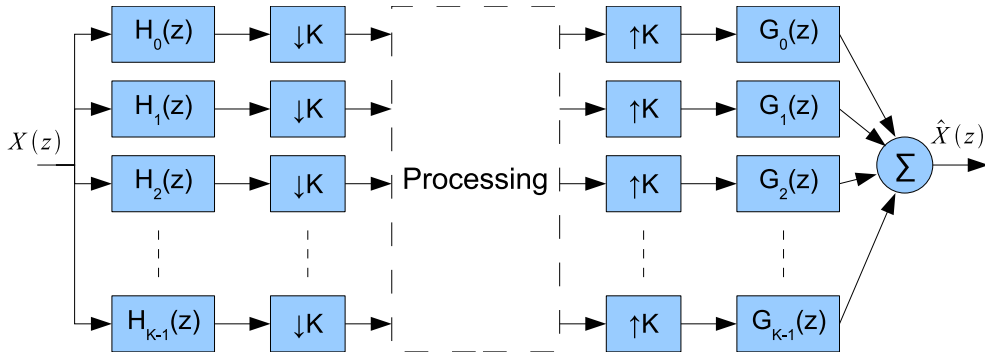 H0(z) ↓K ↑K G0(z)
H1(z) ↓K ↑K G1(z)
X(z) X̂(z)
H2(z) ↓K Processing ↑K G2(z) Σ
HK-1(z) ↓K ↑K GK-1(z)